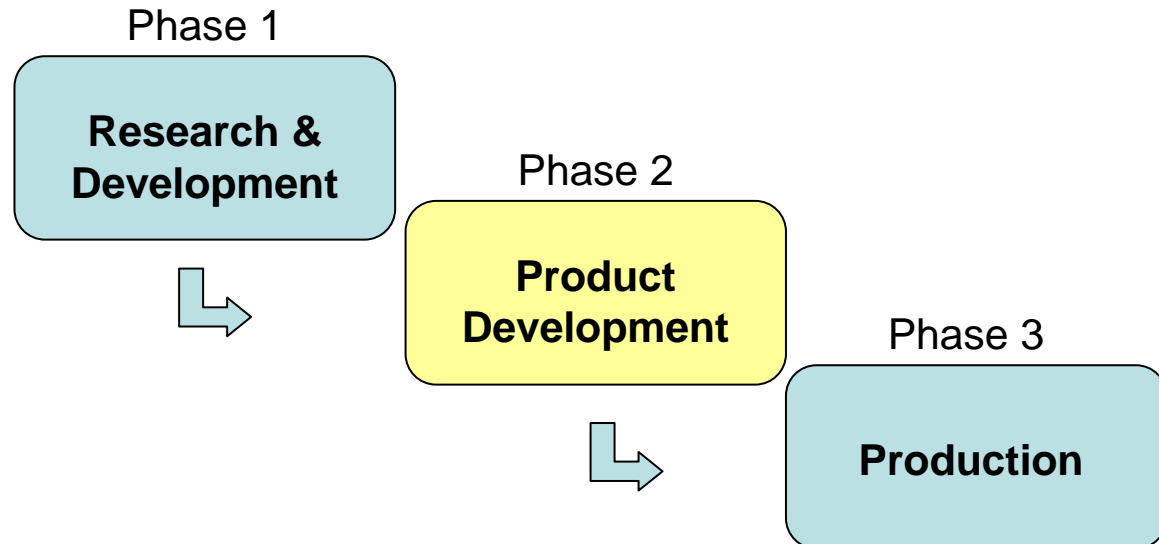 Phase 1
Research &
Development
Phase 2
Product
Development
Phase 3
Production